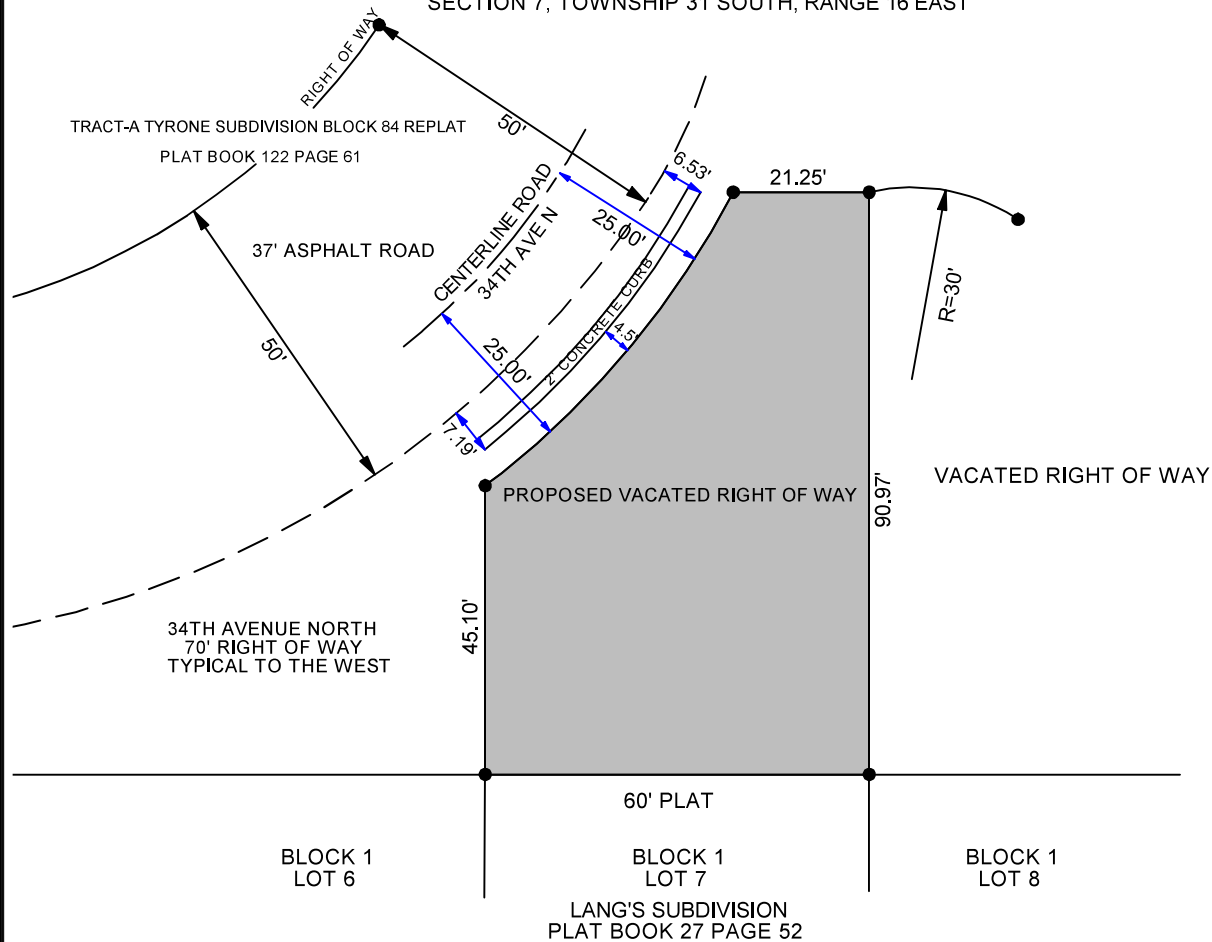 SECTION 7, TOWNSHIP 31 SOUTH, RANGE 16 EAST
RIGHT OF WAY
TRACT-A TYRONE SUBDIVISION BLOCK 84 REPLAT
PLAT BOOK 122 PAGE 61
50'
6.53'
21.25'
CENTERLINE ROAD
34TH AVE N
25.00'
37' ASPHALT ROAD
R=30'
50'
25.00'
2' CONCRETE CURB
4.5'
7.19'
PROPOSED VACATED RIGHT OF WAY
90.97'
VACATED RIGHT OF WAY
45.10'
34TH AVENUE NORTH
70' RIGHT OF WAY
TYPICAL TO THE WEST
60' PLAT
BLOCK 1
LOT 6
BLOCK 1
LOT 7
BLOCK 1
LOT 8
LANG'S SUBDIVISION
PLAT BOOK 27 PAGE 52